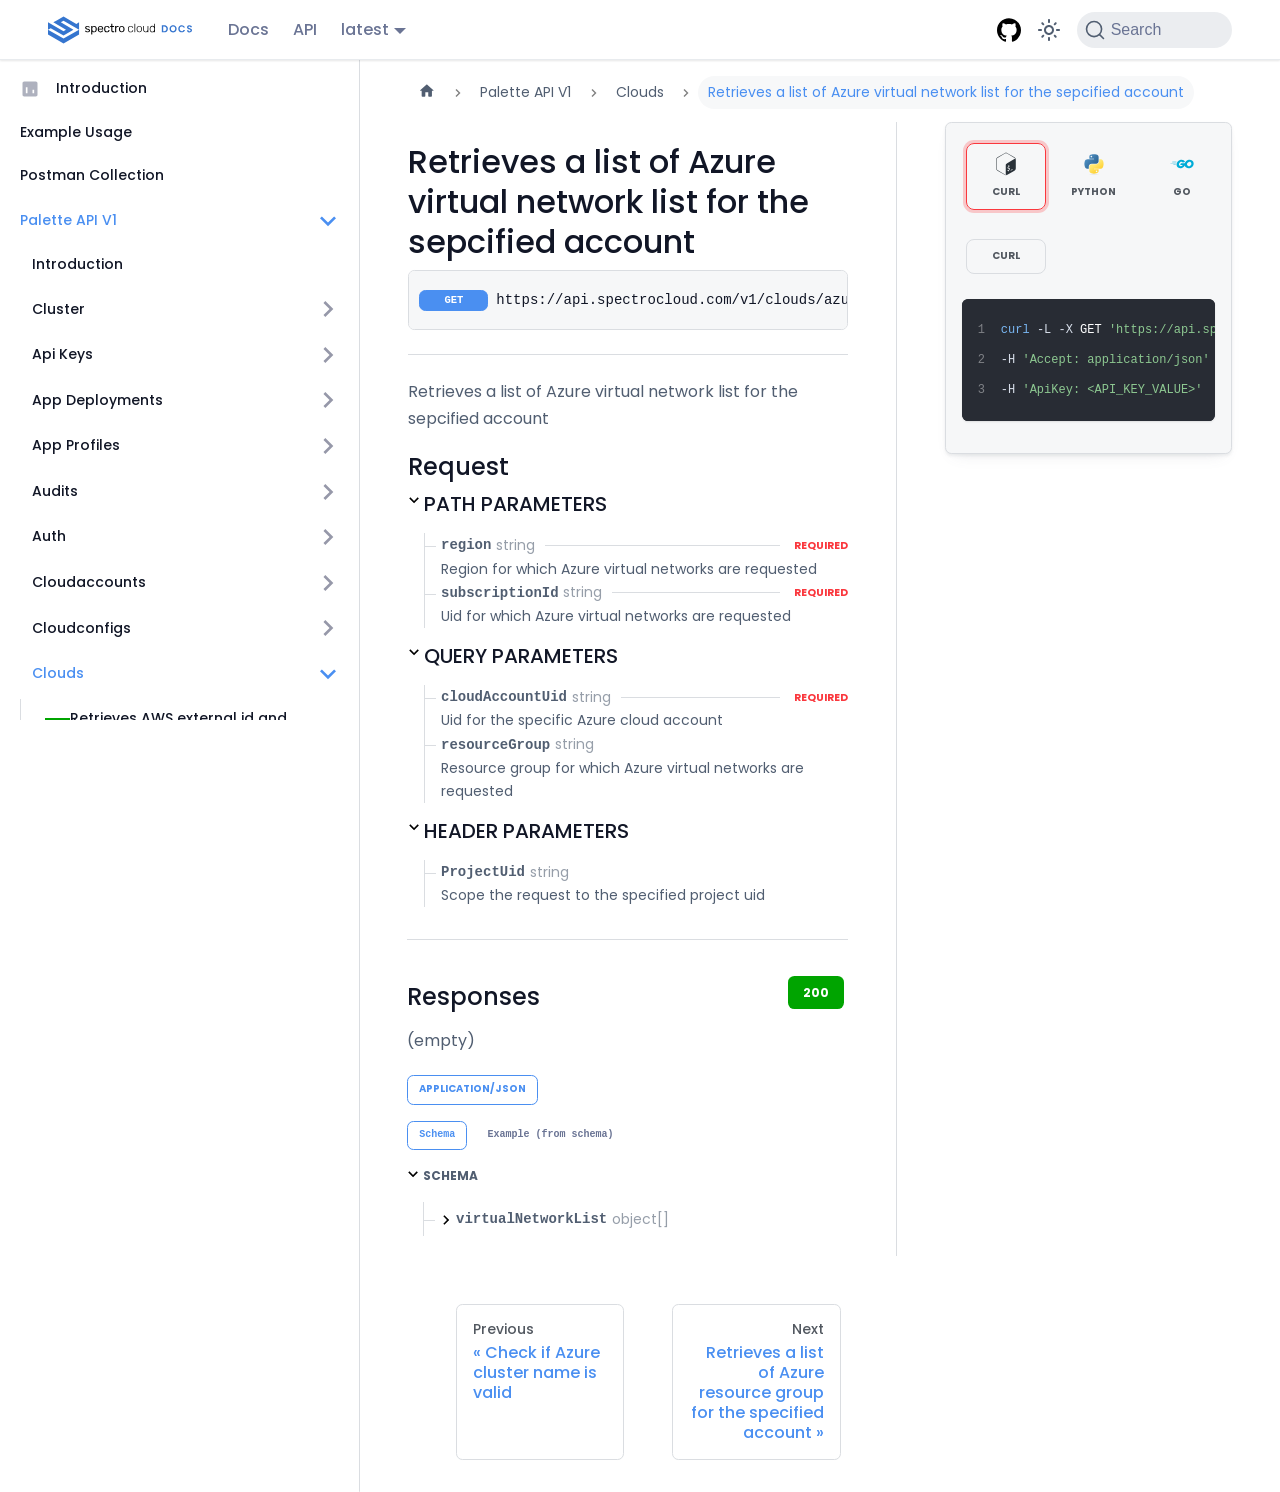 spectro cloud DOCS
Docs
API
latest
Search
Introduction
Example Usage
Postman Collection
Palette API V1
Introduction
Cluster
Api Keys
App Deployments
App Profiles
Audits
Auth
Cloudaccounts
Cloudconfigs
Clouds
Retrieves AWS external id and
Palette API V1
Clouds
Retrieves a list of Azure virtual network list for the sepcified account
Retrieves a list of Azure
virtual network list for the
sepcified account
GET https://api.spectrocloud.com/v1/clouds/azu
Retrieves a list of Azure virtual network list for the
sepcified account
Request
PATH PARAMETERS
region string REQUIRED
Region for which Azure virtual networks are requested
subscriptionId string REQUIRED
Uid for which Azure virtual networks are requested
QUERY PARAMETERS
cloudAccountUid string REQUIRED
Uid for the specific Azure cloud account
resourceGroup string
Resource group for which Azure virtual networks are
requested
HEADER PARAMETERS
ProjectUid string
Scope the request to the specified project uid
Responses
200
(empty)
APPLICATION/JSON
Schema Example (from schema)
SCHEMA
virtualNetworkList object[]
CURL
PYTHON
GO
CURL
1 curl -L -X GET 'https://api.sp
2 -H 'Accept: application/json'
3 -H 'ApiKey: <API_KEY_VALUE>'
Previous
« Check if Azure
cluster name is
valid
Next
Retrieves a list
of Azure
resource group
for the specified
account »